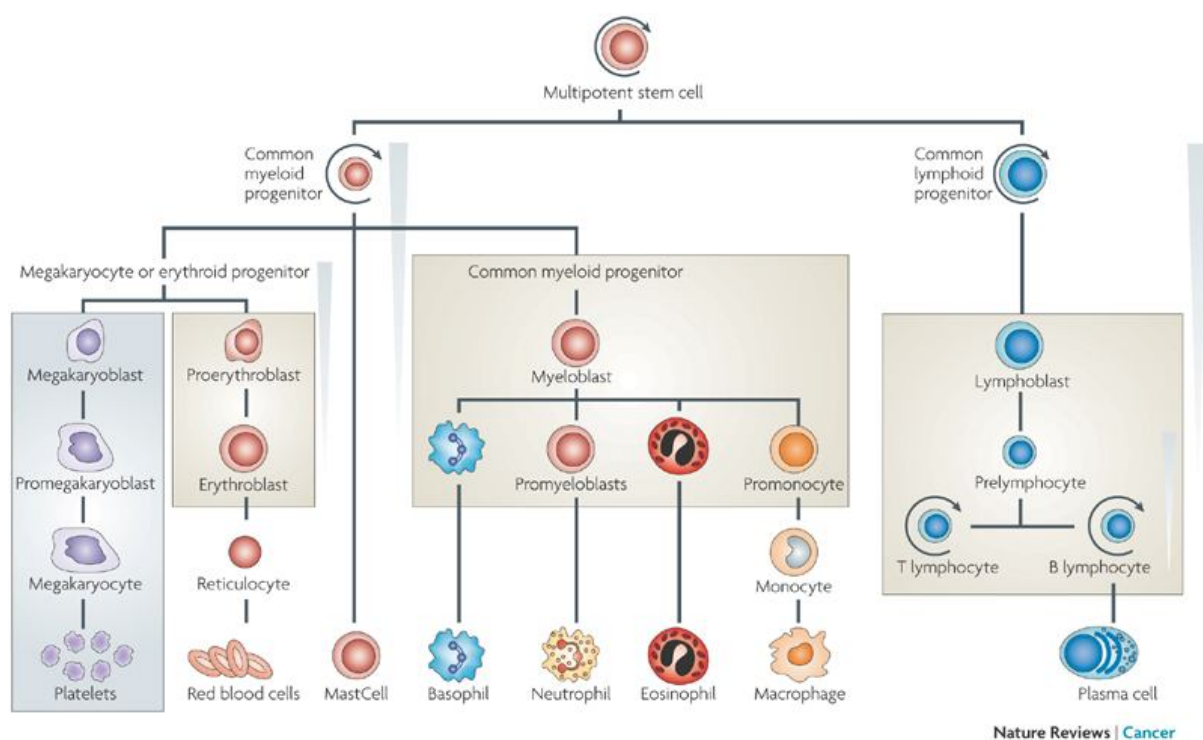 Multipotent stem cell
Common
myeloid
progenitor
Common
lymphoid
progenitor
Megakaryocyte or erythroid progenitor
Common myeloid progenitor
Megakaryoblast
Proerythroblast
Myeloblast
Lymphoblast
Promegakaryoblast
Erythroblast
Promyeloblasts
Promonocyte
Prelymphocyte
Megakaryocyte
Reticulocyte
Monocyte
T lymphocyte
B lymphocyte
Platelets
Red blood cells
MastCell
Basophil
Neutrophil
Eosinophil
Macrophage
Plasma cell
Nature Reviews | Cancer